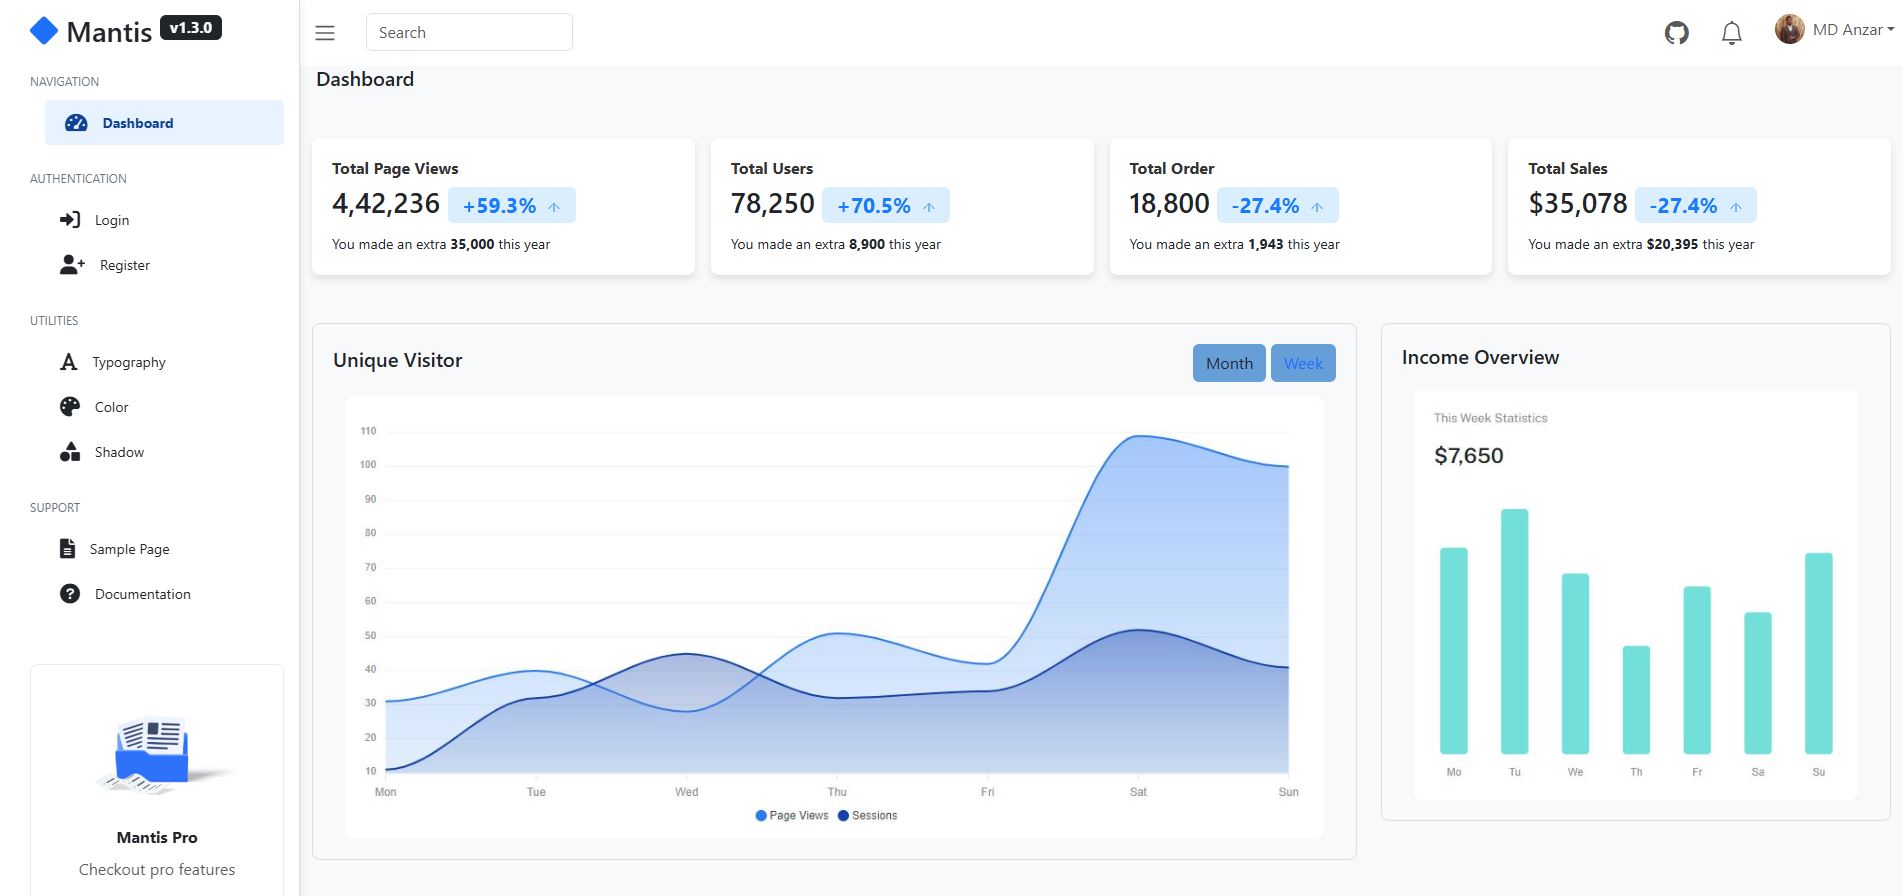 Mantis v1.3.0
NAVIGATION
Dashboard
AUTHENTICATION
Login
Register
UTILITIES
Typography
Color
Shadow
SUPPORT
Sample Page
Documentation
Mantis Pro
Checkout pro features
Search
MD Anzar
Dashboard
Total Page Views
4,42,236 +59.3%
You made an extra 35,000 this year
Total Users
78,250 +70.5%
You made an extra 8,900 this year
Total Order
18,800 -27.4%
You made an extra 1,943 this year
Total Sales
$35,078 -27.4%
You made an extra $20,395 this year
Unique Visitor
Month Week
110
100
90
80
70
60
50
40
30
20
10
Mon Tue Wed Thu Fri Sat Sun
Page Views Sessions
Income Overview
This Week Statistics
$7,650
Mo Tu We Th Fr Sa Su